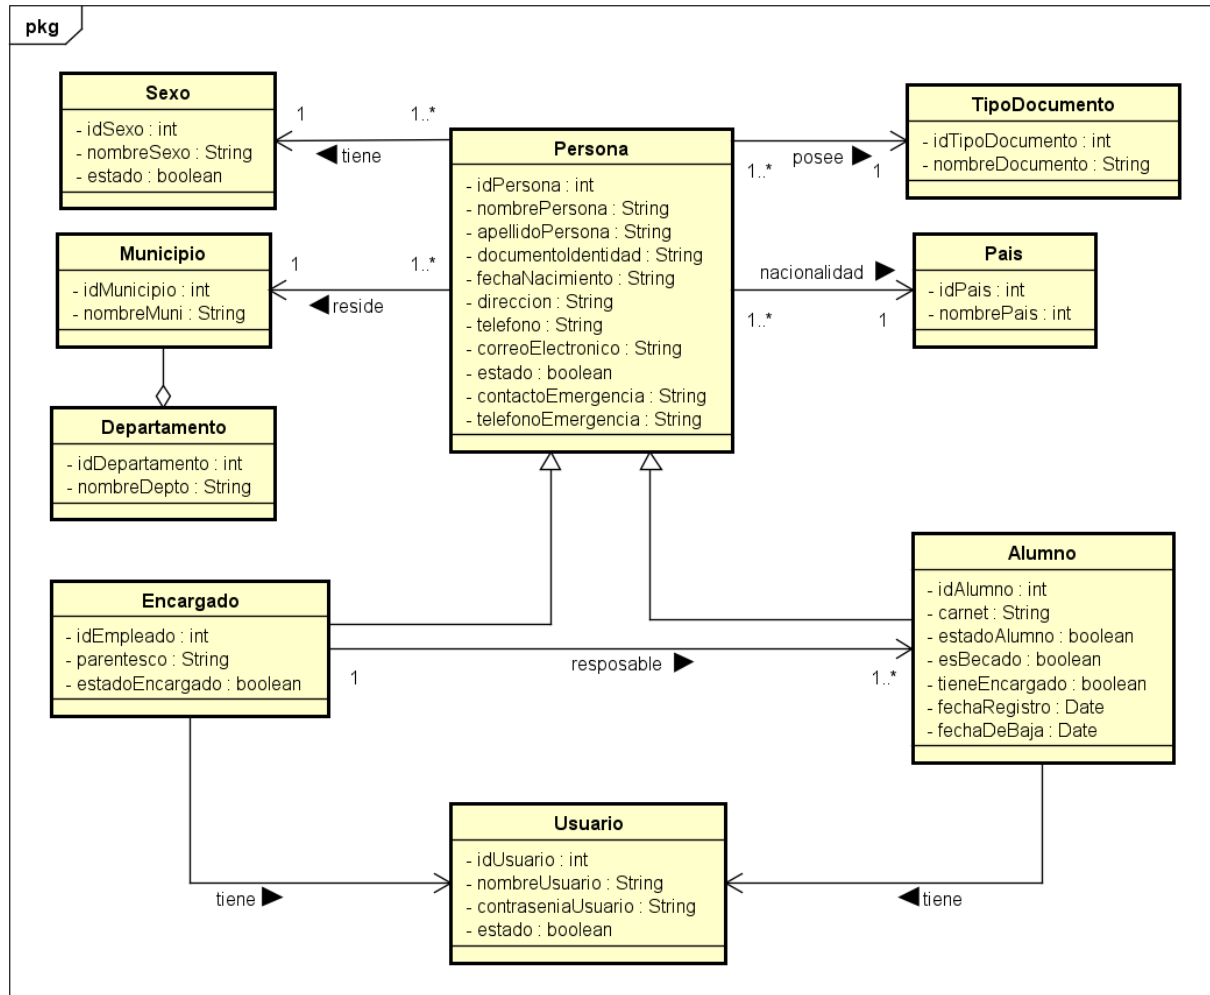 pkg
Sexo
- idSexo : int
- nombreSexo : String
- estado : boolean
1
1..*
◀ tiene
Persona
- idPersona : int
- nombrePersona : String
- apellidoPersona : String
- documentoIdentidad : String
- fechaNacimiento : String
- direccion : String
- telefono : String
- correoElectronico : String
- estado : boolean
- contactoEmergencia : String
- telefonoEmergencia : String
TipoDocumento
- idTipoDocumento : int
- nombreDocumento : String
posee ▶
1..*
1
Municipio
- idMunicipio : int
- nombreMuni : String
1
1..*
◀ reside
Pais
- idPais : int
- nombrePais : int
nacionalidad ▶
1..*
1
Departamento
- idDepartamento : int
- nombreDepto : String
Encargado
- idEmpleado : int
- parentesco : String
- estadoEncargado : boolean
1
resposable ▶
1..*
Alumno
- idAlumno : int
- carnet : String
- estadoAlumno : boolean
- esBecado : boolean
- tieneEncargado : boolean
- fechaRegistro : Date
- fechaDeBaja : Date
Usuario
- idUsuario : int
- nombreUsuario : String
- contraseniaUsuario : String
- estado : boolean
tiene ▶
◀ tiene